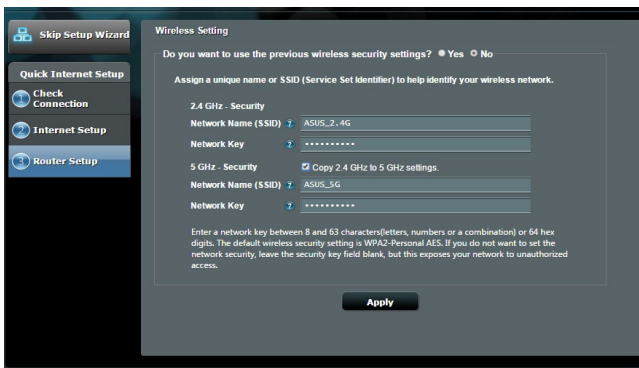 Skip Setup Wizard
Quick Internet Setup
1 Check
Connection
2 Internet Setup
3 Router Setup
Wireless Setting
Do you want to use the previous wireless security settings? Yes No
Assign a unique name or SSID (Service Set Identifier) to help identify your wireless network.
2.4 GHz - Security
Network Name (SSID) ? ASUS_2.4G
Network Key ? ••••••••••
5 GHz - Security Copy 2.4 GHz to 5 GHz settings.
Network Name (SSID) ? ASUS_5G
Network Key ? ••••••••••
Enter a network key between 8 and 63 characters(letters, numbers or a combination) or 64 hex
digits. The default wireless security setting is WPA2-Personal AES. If you do not want to set the
network security, leave the security key field blank, but this exposes your network to unauthorized
access.
Apply